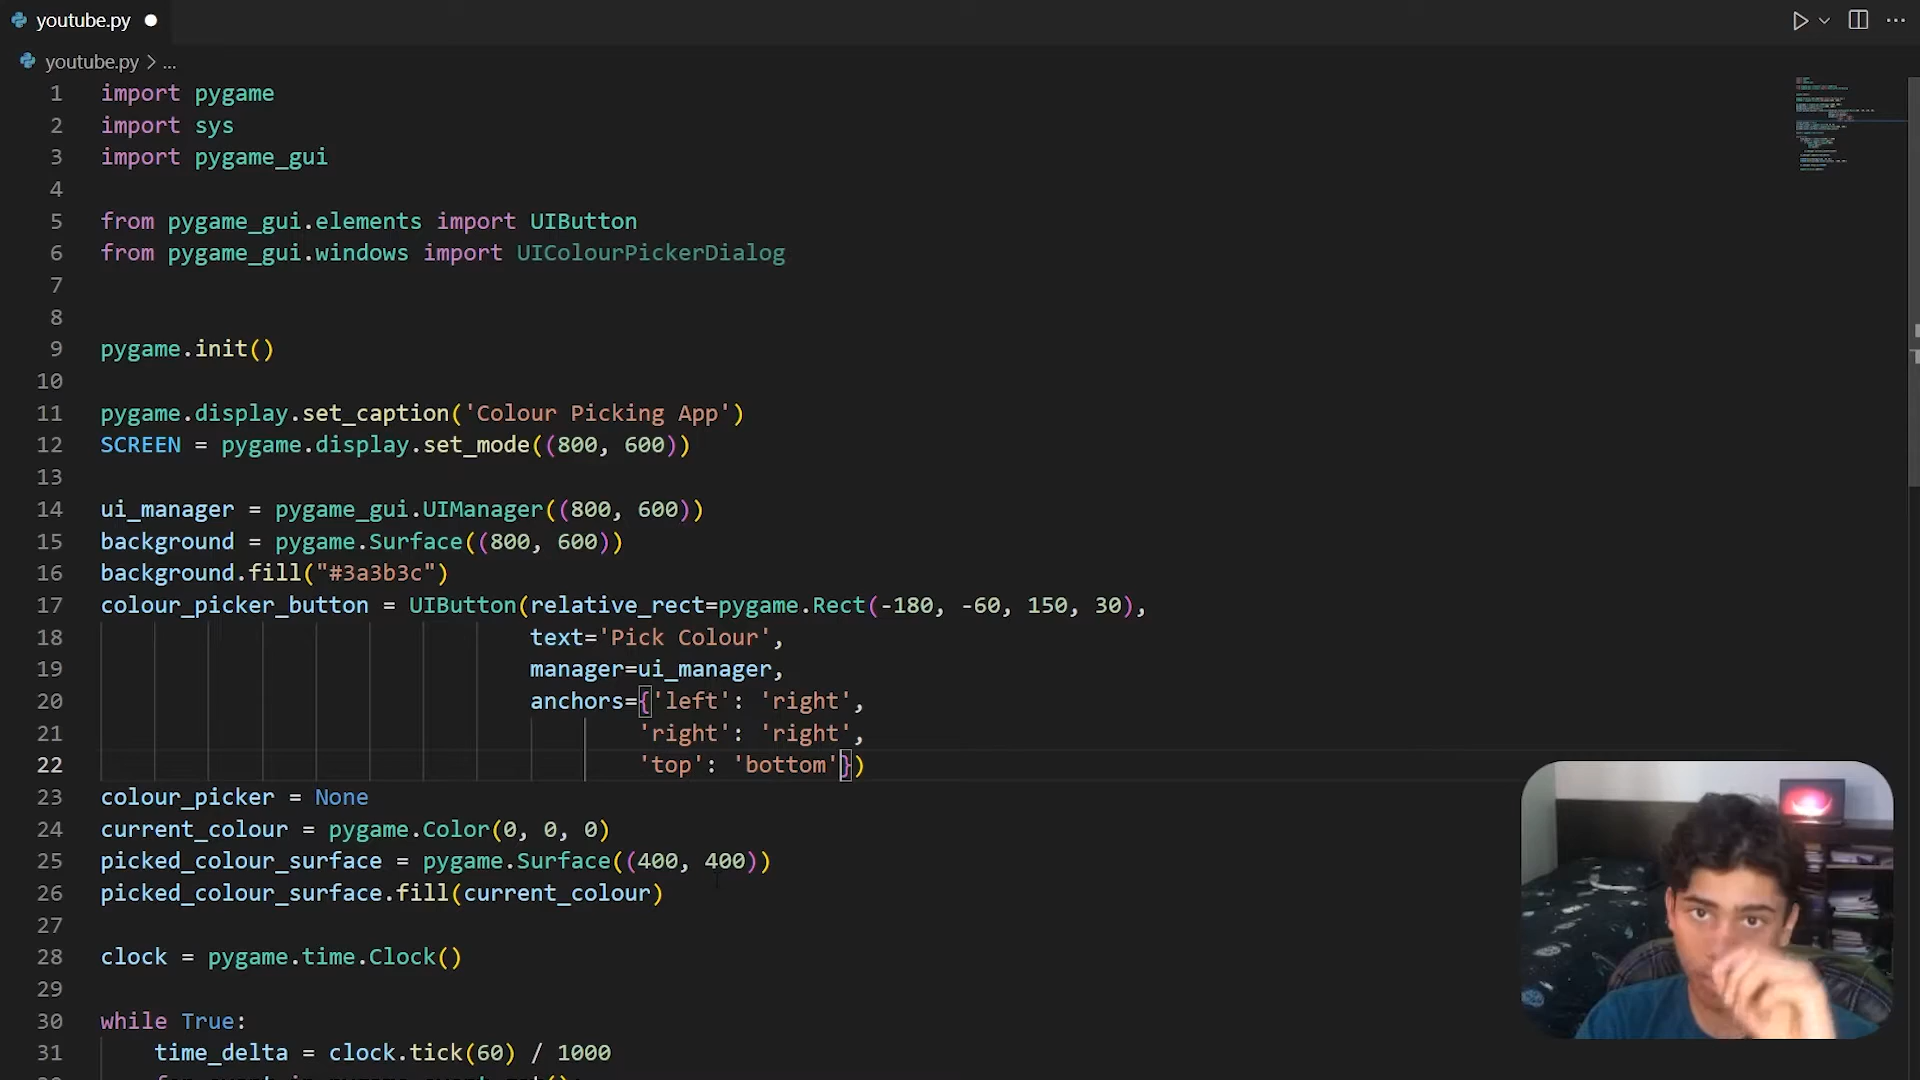 youtube.py
youtube.py > ...
1 import pygame
2 import sys
3 import pygame_gui
4
5 from pygame_gui.elements import UIButton
6 from pygame_gui.windows import UIColourPickerDialog
7
8
9 pygame.init()
10
11 pygame.display.set_caption('Colour Picking App')
12 SCREEN = pygame.display.set_mode((800, 600))
13
14 ui_manager = pygame_gui.UIManager((800, 600))
15 background = pygame.Surface((800, 600))
16 background.fill("#3a3b3c")
17 colour_picker_button = UIButton(relative_rect=pygame.Rect(-180, -60, 150, 30),
18 text='Pick Colour',
19 manager=ui_manager,
20 anchors={'left': 'right',
21 'right': 'right',
22 'top': 'bottom'})
23 colour_picker = None
24 current_colour = pygame.Color(0, 0, 0)
25 picked_colour_surface = pygame.Surface((400, 400))
26 picked_colour_surface.fill(current_colour)
27
28 clock = pygame.time.Clock()
29
30 while True:
31 time_delta = clock.tick(60) / 1000